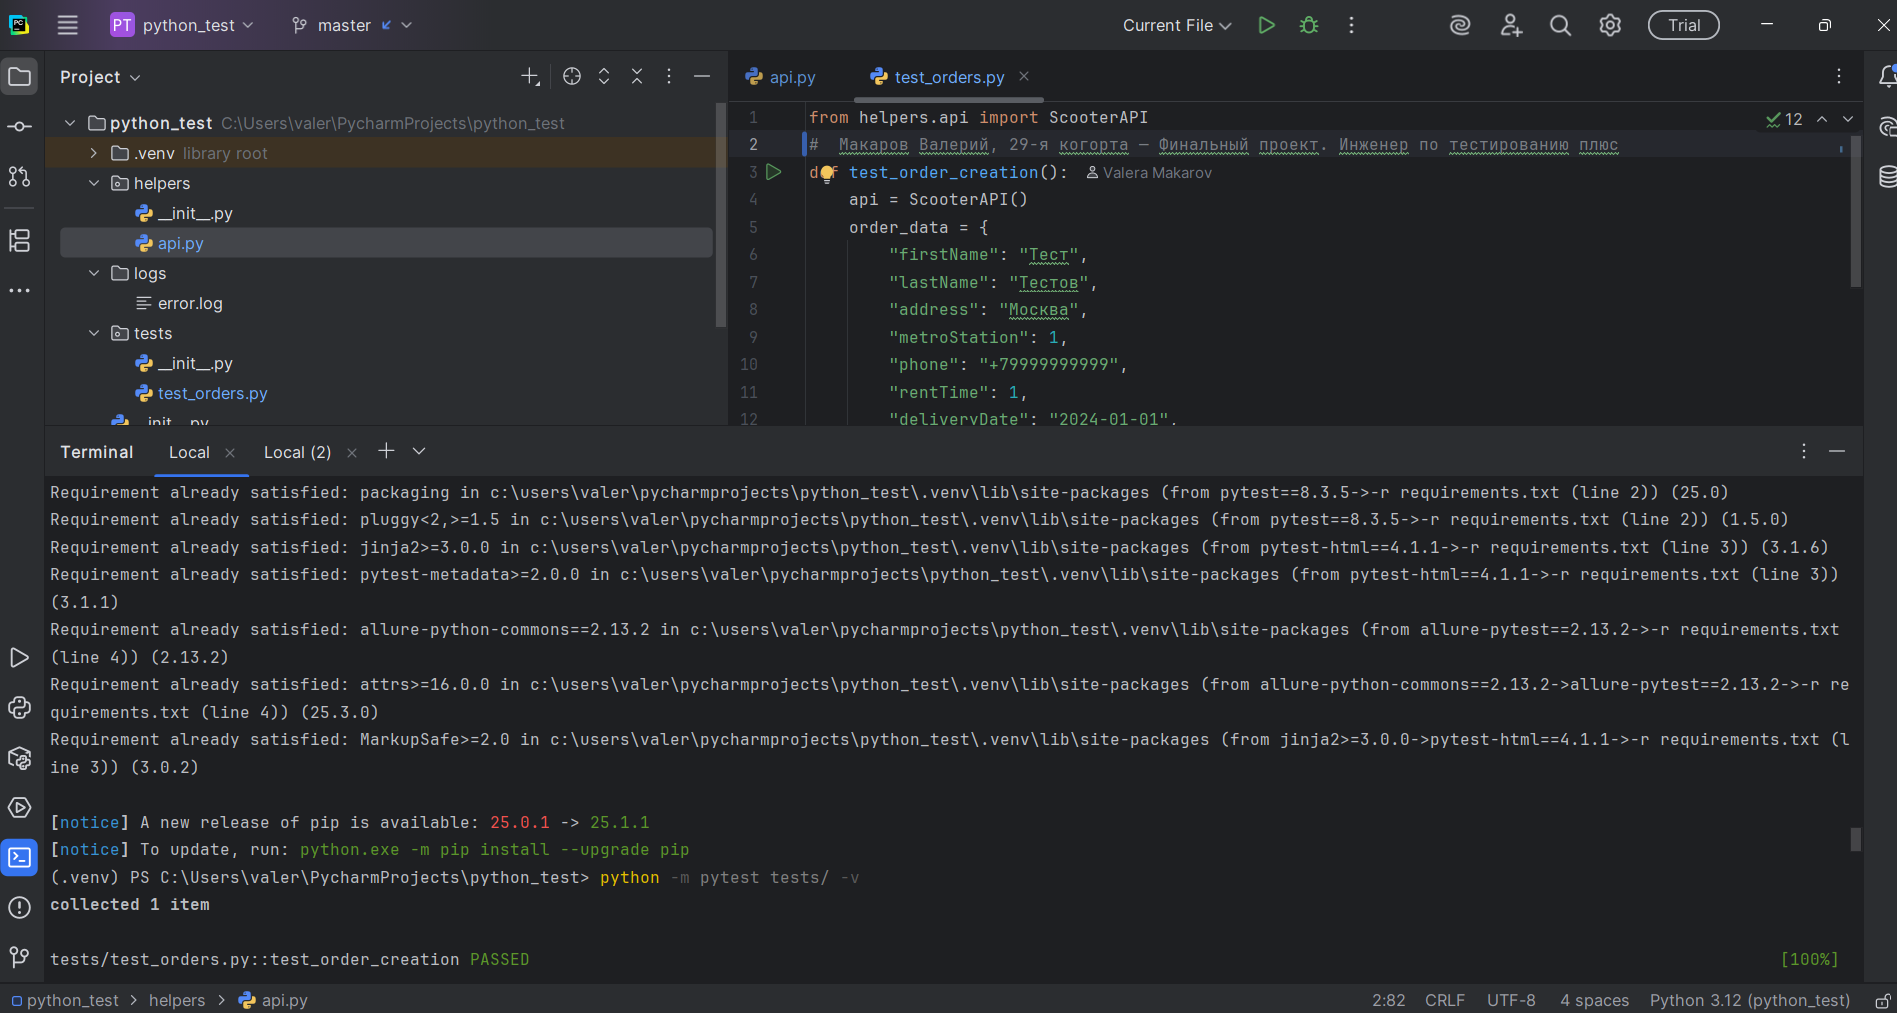 PC
PT python_test
master
Current File
Trial
Project
api.py
test_orders.py
python_test C:\Users\valer\PycharmProjects\python_test
.venv library root
helpers
__init__.py
api.py
logs
error.log
tests
__init__.py
test_orders.py
__init__.py
12
1 from helpers.api import ScooterAPI
2 # Макаров Валерий, 29-я когорта — Финальный проект. Инженер по тестированию плюс
3 def test_order_creation(): Valera Makarov
4 api = ScooterAPI()
5 order_data = {
6 "firstName": "Тест",
7 "lastName": "Тестов",
8 "address": "Москва",
9 "metroStation": 1,
10 "phone": "+79999999999",
11 "rentTime": 1,
12 "deliveryDate": "2024-01-01",
Terminal Local Local (2)
Requirement already satisfied: packaging in c:\users\valer\pycharmprojects\python_test\.venv\lib\site-packages (from pytest==8.3.5->-r requirements.txt (line 2)) (25.0)
Requirement already satisfied: pluggy<2,>=1.5 in c:\users\valer\pycharmprojects\python_test\.venv\lib\site-packages (from pytest==8.3.5->-r requirements.txt (line 2)) (1.5.0)
Requirement already satisfied: jinja2>=3.0.0 in c:\users\valer\pycharmprojects\python_test\.venv\lib\site-packages (from pytest-html==4.1.1->-r requirements.txt (line 3)) (3.1.6)
Requirement already satisfied: pytest-metadata>=2.0.0 in c:\users\valer\pycharmprojects\python_test\.venv\lib\site-packages (from pytest-html==4.1.1->-r requirements.txt (line 3))
(3.1.1)
Requirement already satisfied: allure-python-commons==2.13.2 in c:\users\valer\pycharmprojects\python_test\.venv\lib\site-packages (from allure-pytest==2.13.2->-r requirements.txt
(line 4)) (2.13.2)
Requirement already satisfied: attrs>=16.0.0 in c:\users\valer\pycharmprojects\python_test\.venv\lib\site-packages (from allure-python-commons==2.13.2->allure-pytest==2.13.2->-r re
quirements.txt (line 4)) (25.3.0)
Requirement already satisfied: MarkupSafe>=2.0 in c:\users\valer\pycharmprojects\python_test\.venv\lib\site-packages (from jinja2>=3.0.0->pytest-html==4.1.1->-r requirements.txt (l
ine 3)) (3.0.2)
[notice] A new release of pip is available: 25.0.1 -> 25.1.1
[notice] To update, run: python.exe -m pip install --upgrade pip
(.venv) PS C:\Users\valer\PycharmProjects\python_test> python -m pytest tests/ -v
collected 1 item
tests/test_orders.py::test_order_creation PASSED [100%]
python_test > helpers > api.py
2:82 CRLF UTF-8 4 spaces Python 3.12 (python_test)